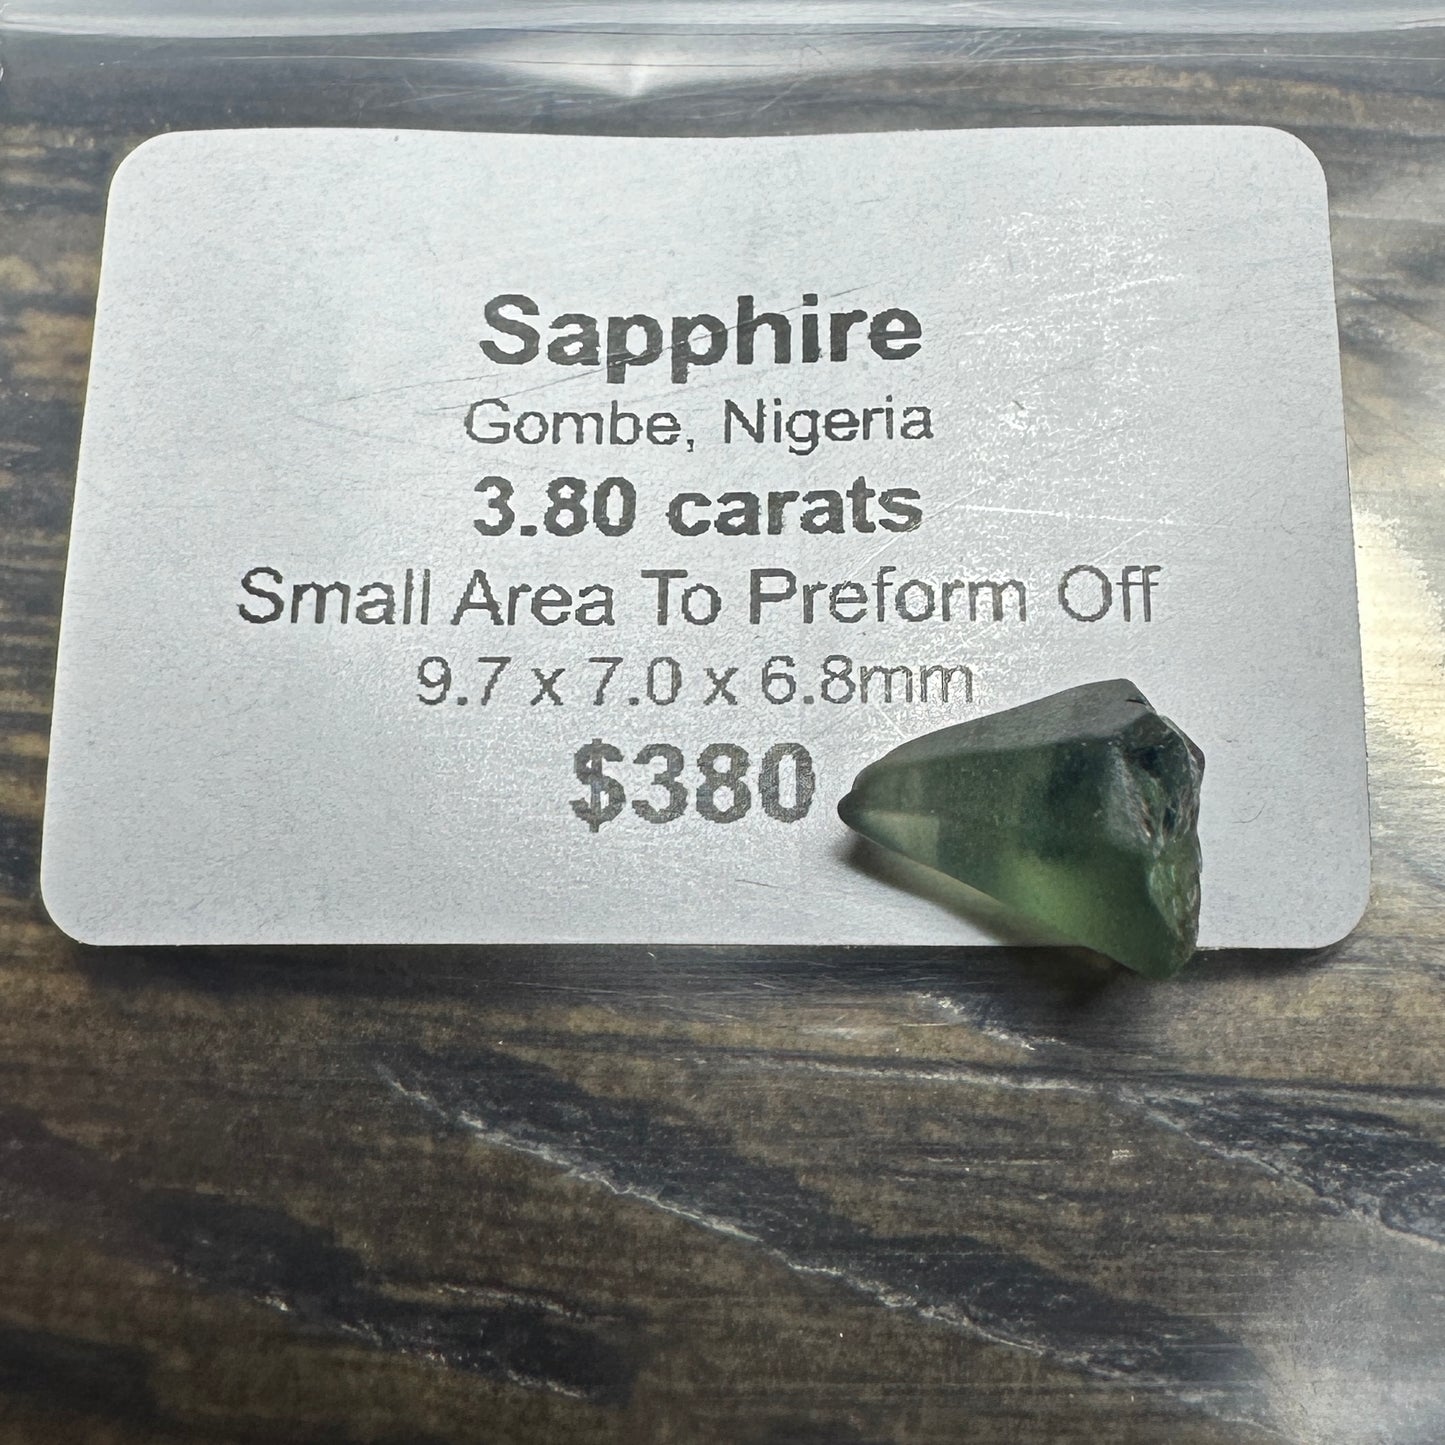 Sapphire
Gombe, Nigeria
3.80 carats
Small Area To Preform Off
9.7 x 7.0 x 6.8mm
$380